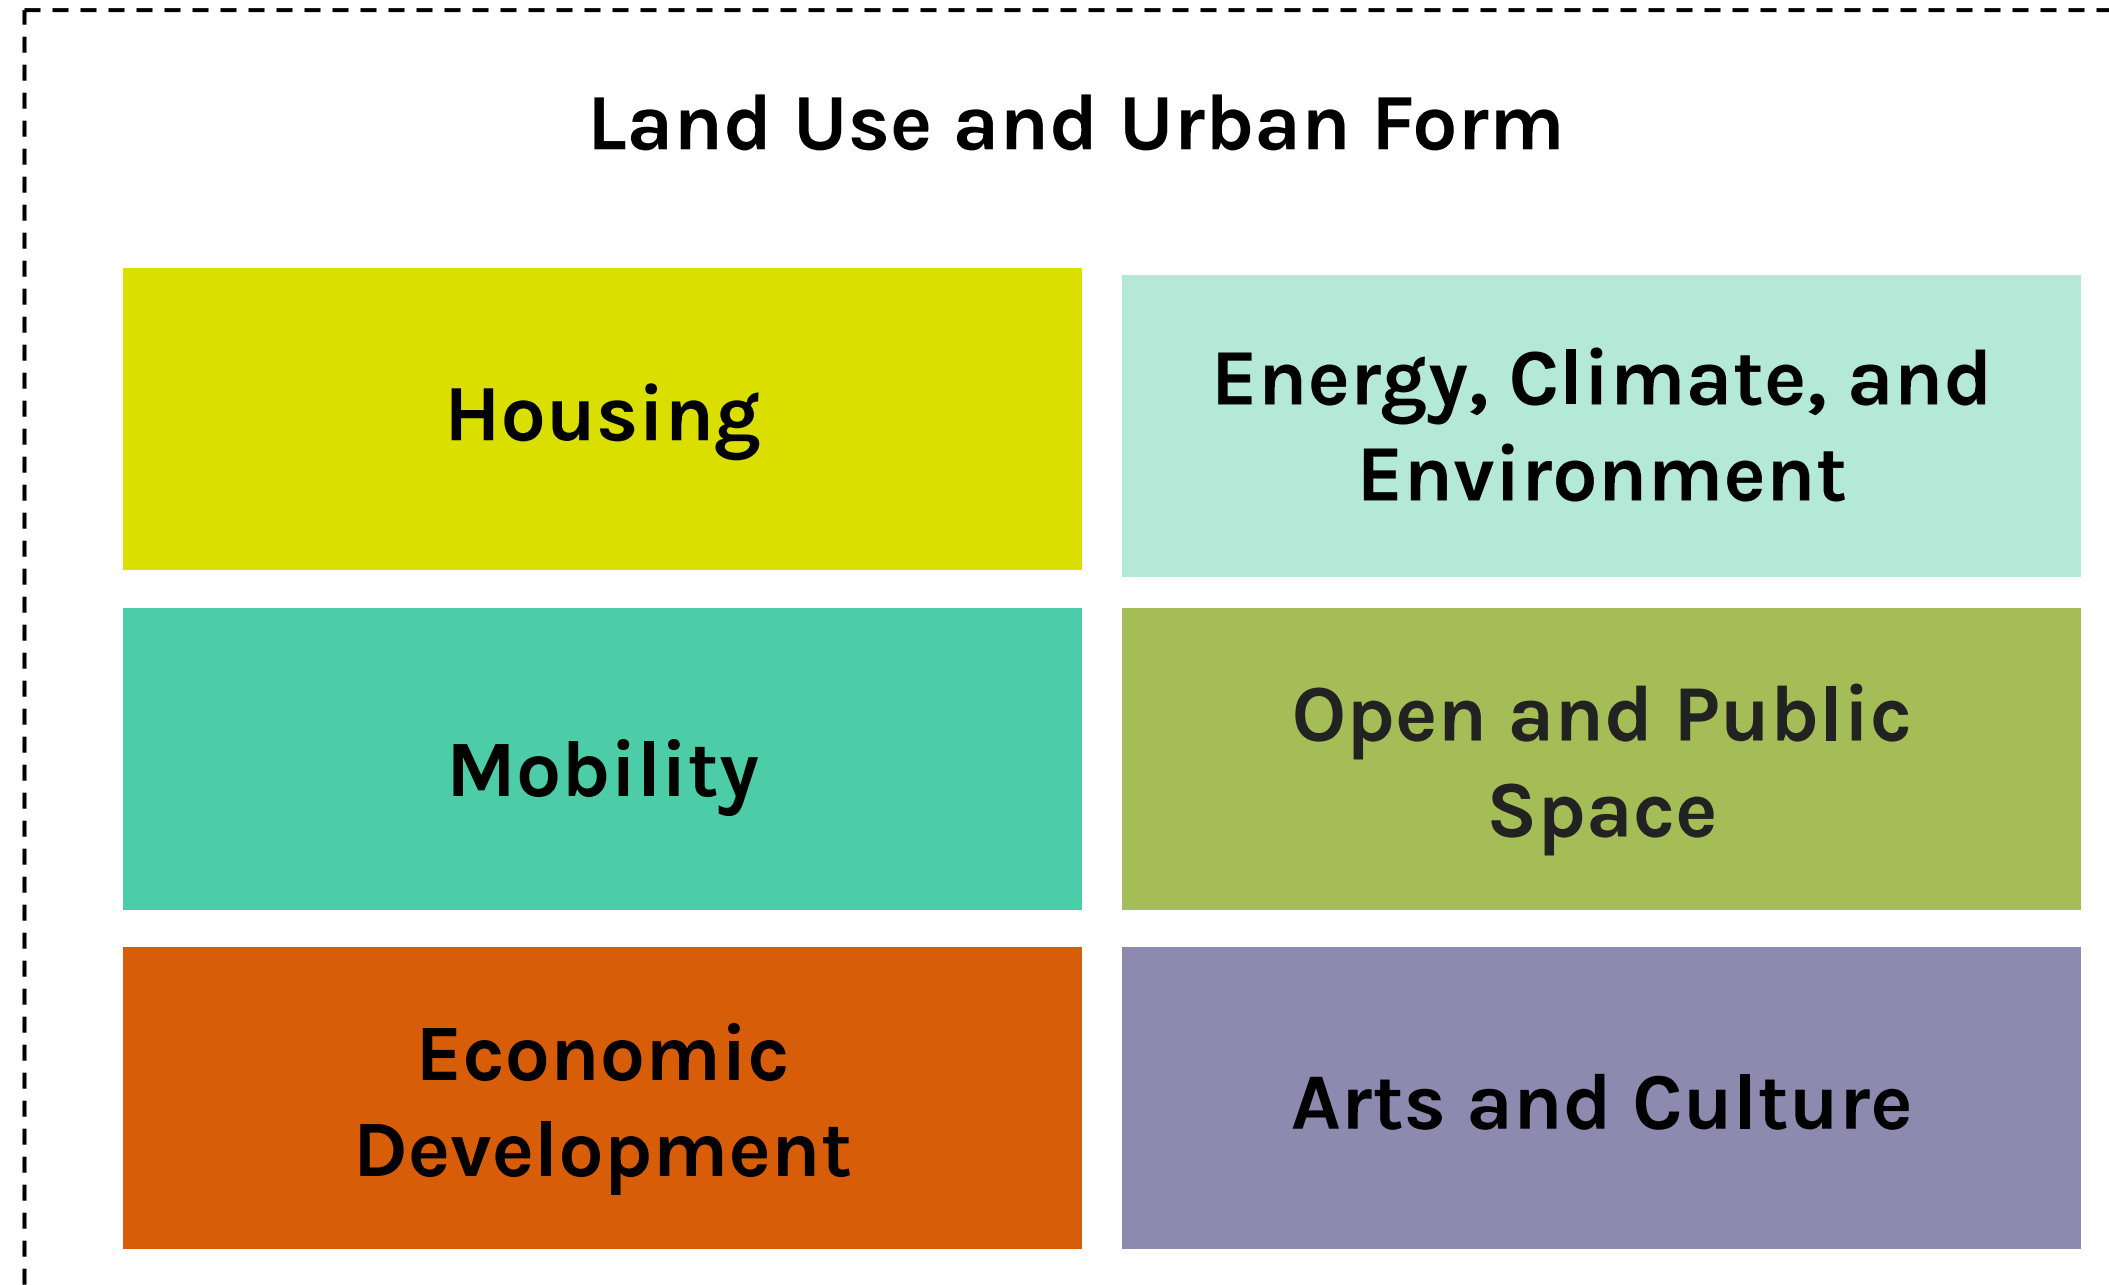 Land Use and Urban Form
Housing
Energy, Climate, and
Environment
Mobility
Open and Public
Space
Economic
Development
Arts and Culture